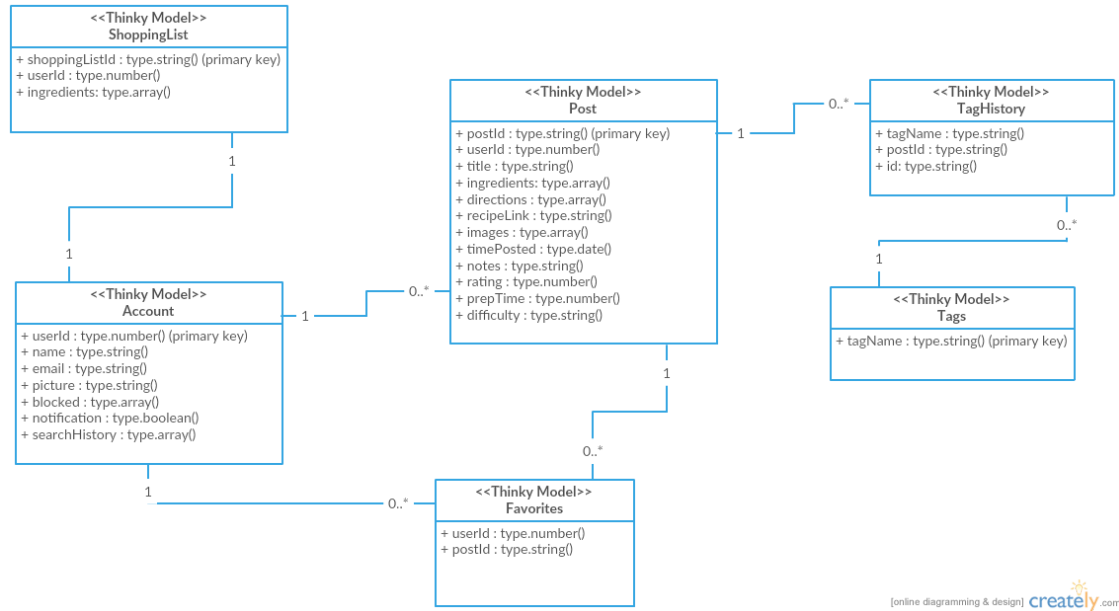 <<Thinky Model>>
ShoppingList
+ shoppingListId : type.string() (primary key)
+ userId : type.number()
+ ingredients: type.array()
1
1
<<Thinky Model>>
Account
+ userId : type.number() (primary key)
+ name : type.string()
+ email : type.string()
+ picture : type.string()
+ blocked : type.array()
+ notification : type.boolean()
+ searchHistory : type.array()
1
0..*
1
0..*
<<Thinky Model>>
Post
+ postId : type.string() (primary key)
+ userId : type.number()
+ title : type.string()
+ ingredients: type.array()
+ directions : type.array()
+ recipeLink : type.string()
+ images : type.array()
+ timePosted : type.date()
+ notes : type.string()
+ rating : type.number()
+ prepTime : type.number()
+ difficulty : type.string()
1
0..*
1
0..*
<<Thinky Model>>
Favorites
+ userId : type.number()
+ postId : type.string()
<<Thinky Model>>
TagHistory
+ tagName : type.string()
+ postId : type.string()
+ id: type.string()
0..*
1
<<Thinky Model>>
Tags
+ tagName : type.string() (primary key)
[online diagramming & design] creately.com